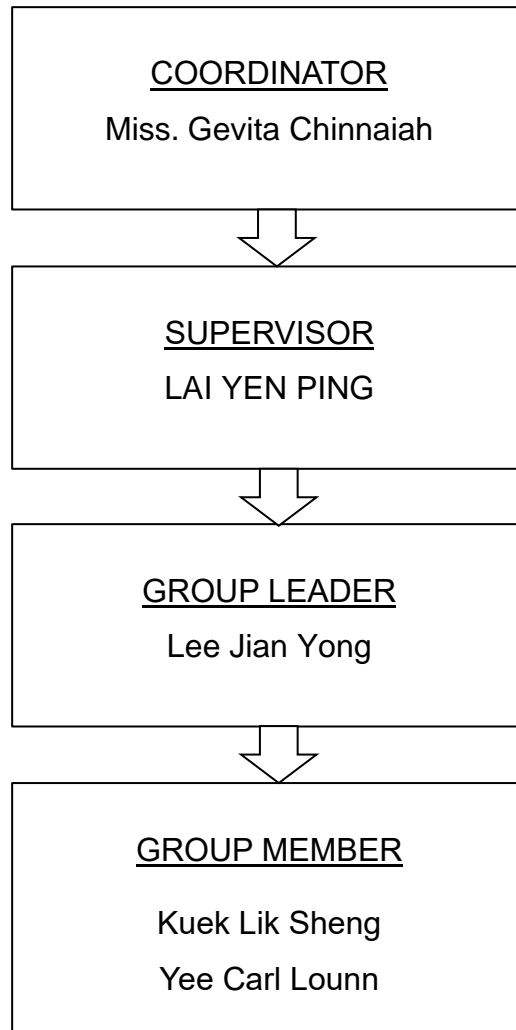 COORDINATOR
Miss. Gevita Chinnaiah
SUPERVISOR
LAI YEN PING
GROUP LEADER
Lee Jian Yong
GROUP MEMBER
Kuek Lik Sheng
Yee Carl Lounn